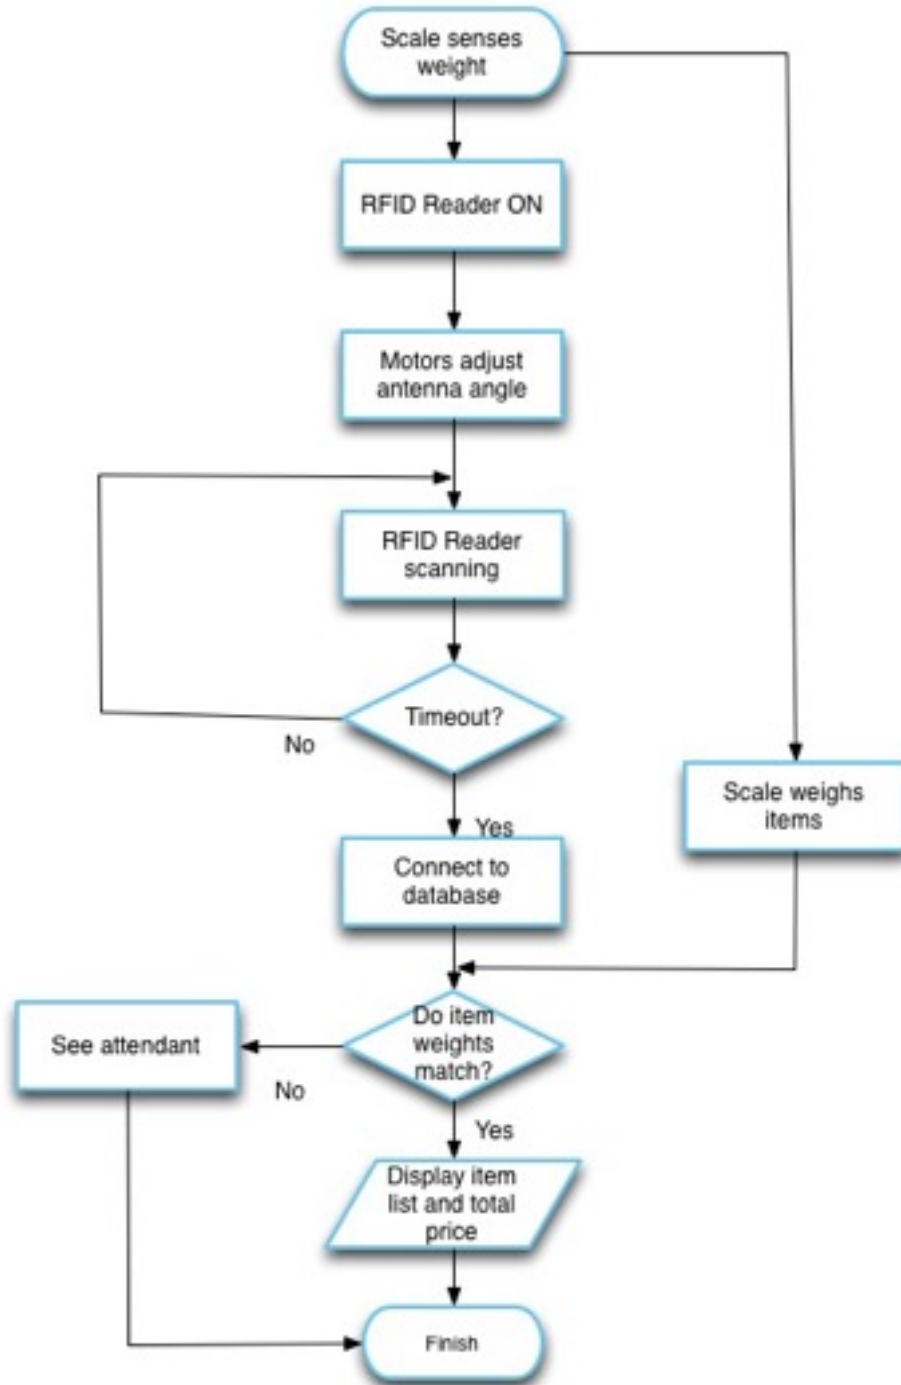 Scale senses
weight
RFID Reader ON
Motors adjust
antenna angle
RFID Reader
scanning
Timeout?
No
Yes
Scale weighs
items
Connect to
database
Do item
weights
match?
See attendant
No
Yes
Display item
list and total
price
Finish